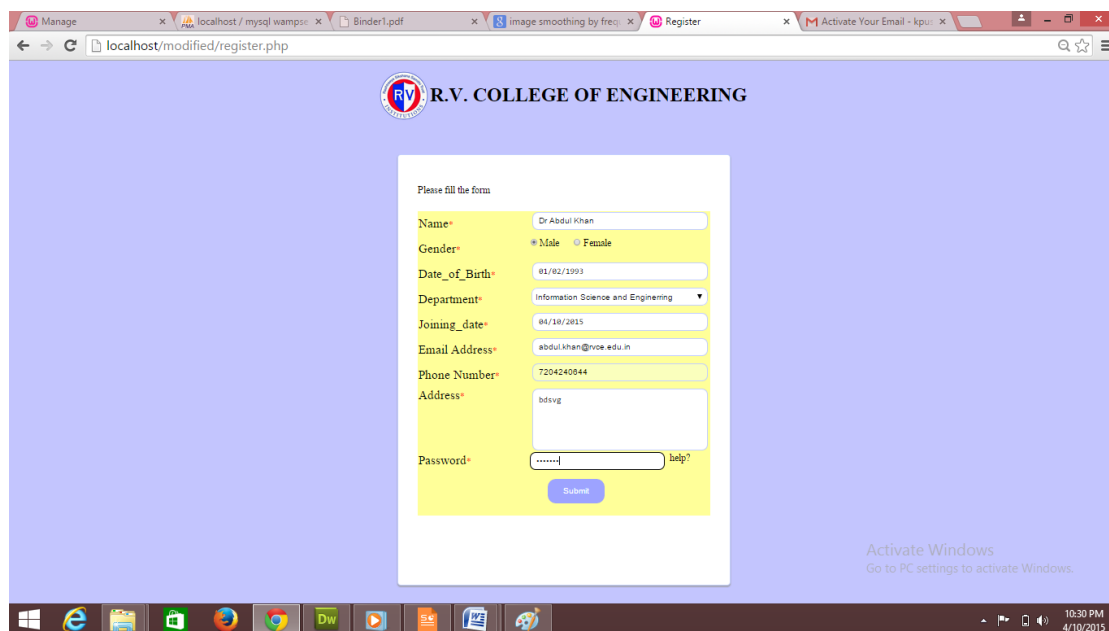 Manage
localhost / mysql wampse
Binder1.pdf
image smoothing by freq
Register
Activate Your Email - kpu
localhost/modified/register.php
R.V. COLLEGE OF ENGINEERING
Please fill the form
Name*
Dr Abdul Khan
Gender*
Male
Female
Date_of_Birth*
01/02/1993
Department*
Information Science and Enginerring
Joining_date*
04/10/2015
Email Address*
abdul.khan@rvce.edu.in
Phone Number*
7204240644
Address*
bdsvg
Password*
help?
Submit
Activate Windows
Go to PC settings to activate Windows.
10:30 PM
4/10/2015